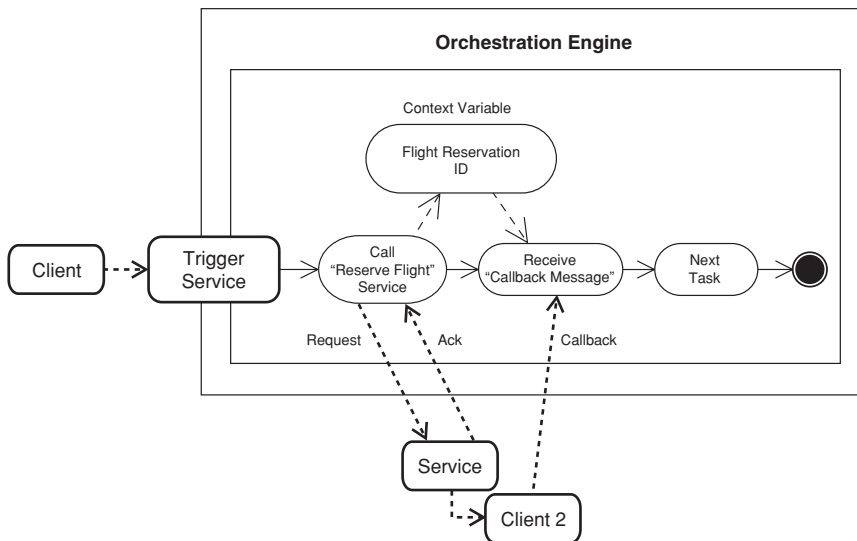 Orchestration Engine
Context Variable
Flight Reservation
ID
Client
Trigger
Service
Call
“Reserve Flight”
Service
Receive
“Callback Message”
Next
Task
Request
Ack
Callback
Service
Client 2